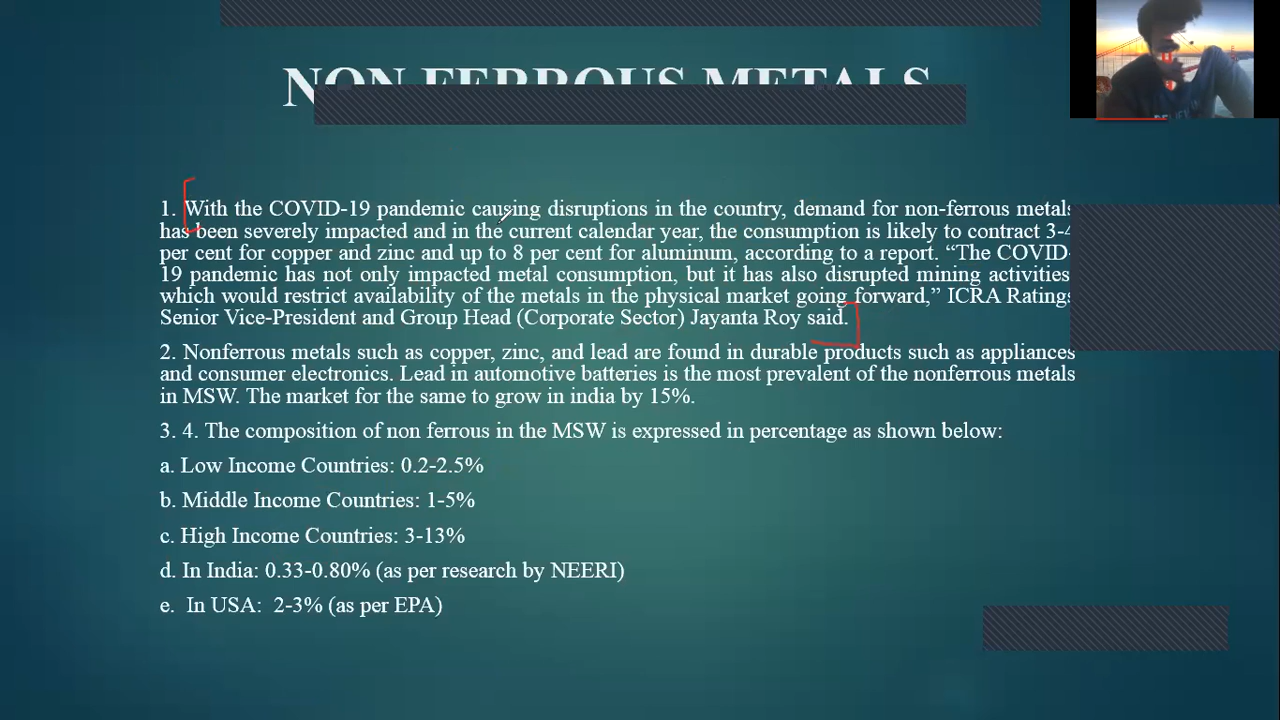 NON FERROUS METALS
1. With the COVID-19 pandemic causing disruptions in the country, demand for non-ferrous metals
has been severely impacted and in the current calendar year, the consumption is likely to contract 3-4
per cent for copper and zinc and up to 8 per cent for aluminum, according to a report. “The COVID-
19 pandemic has not only impacted metal consumption, but it has also disrupted mining activities
which would restrict availability of the metals in the physical market going forward,” ICRA Ratings
Senior Vice-President and Group Head (Corporate Sector) Jayanta Roy said.
2. Nonferrous metals such as copper, zinc, and lead are found in durable products such as appliances
and consumer electronics. Lead in automotive batteries is the most prevalent of the nonferrous metals
in MSW. The market for the same to grow in india by 15%.
3. 4. The composition of non ferrous in the MSW is expressed in percentage as shown below:
a. Low Income Countries: 0.2-2.5%
b. Middle Income Countries: 1-5%
c. High Income Countries: 3-13%
d. In India: 0.33-0.80% (as per research by NEERI)
e. In USA: 2-3% (as per EPA)